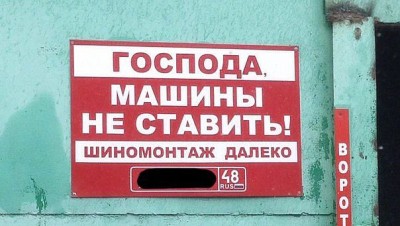 ГОСПОДА,
МАШИНЫ
НЕ СТАВИТЬ!
ШИНОМОНТАЖ ДАЛЕКО
48
RUS
ВОРОТ